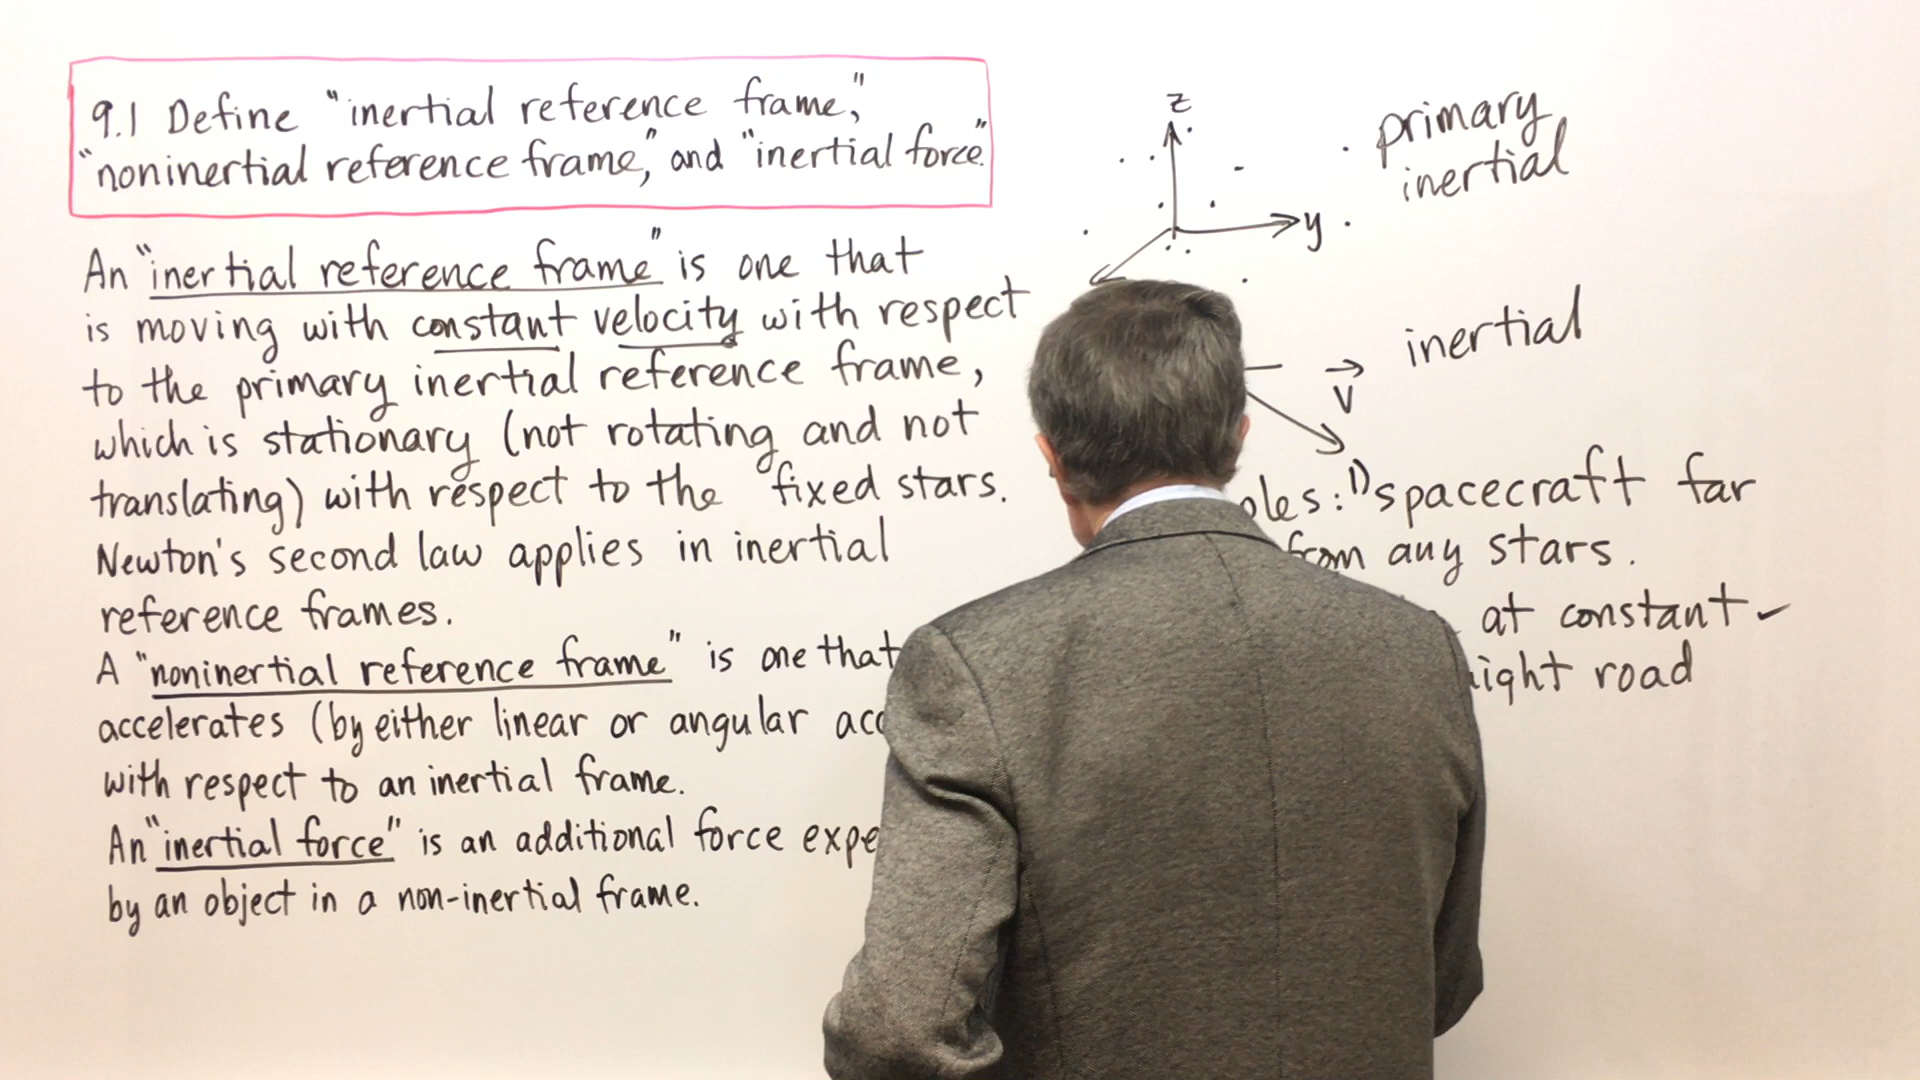 9.1 Define "inertial reference frame,"
"noninertial reference frame," and "inertial force."
An "inertial reference frame" is one that
is moving with constant velocity with respect
to the primary inertial reference frame,
which is stationary (not rotating and not
translating) with respect to the "fixed stars.
Newton's second law applies in inertial
reference frames.
A "noninertial reference frame" is one that
accelerates (by either linear or angular
with respect to an inertial frame.
An "inertial force" is an additional force
by an object in a non-inertial frame.
z
y
primary
inertial
V
inertial
1) spacecraft far
from any stars.
at constant
road